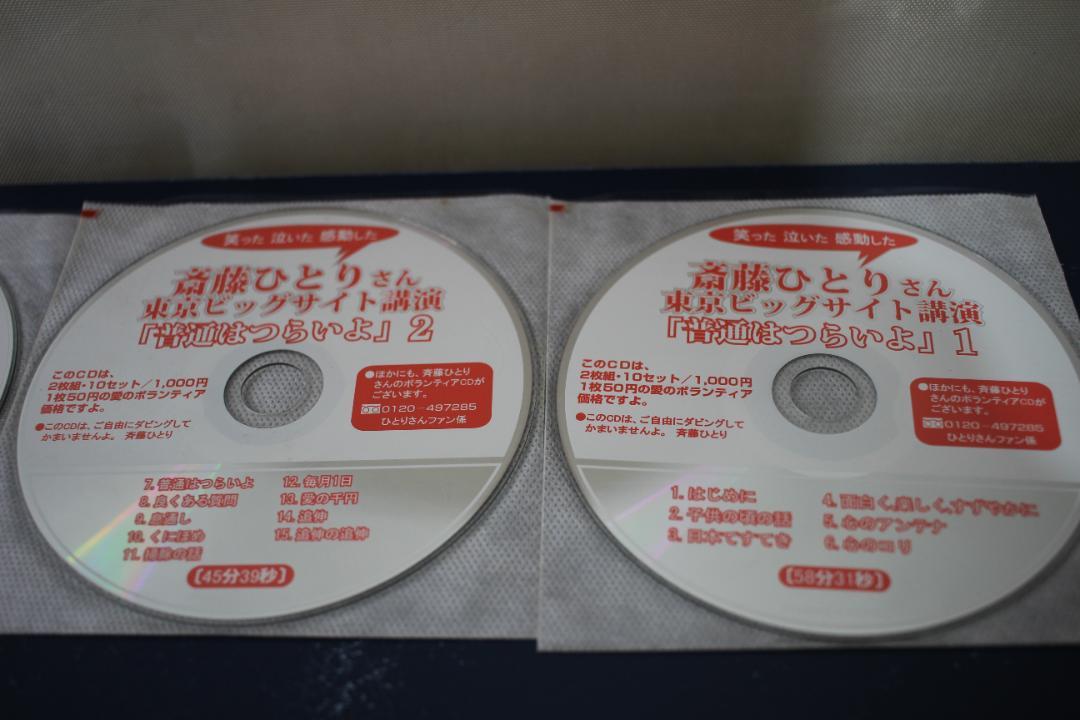 笑った 泣いた 感動した
斎藤ひとりさん
東京ビッグサイト講演
「普通はつらいよ」2
このCDは、
2枚組・10セット/1,000円
1枚50円の愛のボランティア
価格ですよ。
●このCDは、ご自由にダビングして
かまいませんよ。 斉藤ひとり
●ほかにも、斉藤ひとり
さんのボランティアCDが
ございます。
0120-497285
ひとりさんファン係
7. 普通はつらいよ
8. 良くある質問
9. 息通し
10. くにほめ
11. 掃除の話
12. 毎月1日
13. 愛の千円
14. 追伸
15. 追伸の追伸
〔45分39秒〕
笑った 泣いた 感動した
斎藤ひとりさん
東京ビッグサイト講演
「普通はつらいよ」1
このCDは、
2枚組・10セット/1,000円
1枚50円の愛のボランティア
価格ですよ。
●このCDは、ご自由にダビングして
かまいませんよ。 斉藤ひとり
●ほかにも、斉藤ひとり
さんのボランティアCDが
ございます。
0120-497285
ひとりさんファン係
1. はじめに
2. 子供の頃の話
3. 日本てすてき
4. 面白く,楽しく,すずやかに
5. 心のアンテナ
6. 心のコリ
〔58分31秒〕